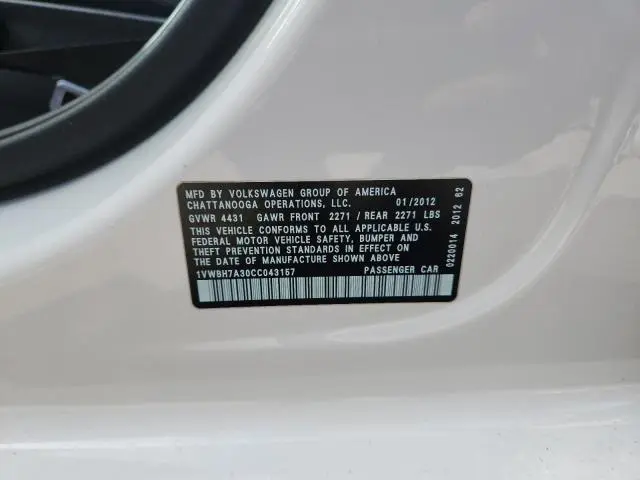 MFD BY VOLKSWAGEN GROUP OF AMERICA
CHATTANOOGA OPERATIONS, LLC. 01/2012
GVWR 4431 GAWR FRONT 2271 / REAR 2271 LBS
THIS VEHICLE CONFORMS TO ALL APPLICABLE U.S.
FEDERAL MOTOR VEHICLE SAFETY, BUMPER AND
THEFT PREVENTION STANDARDS IN EFFECT ON
THE DATE OF MANUFACTURE SHOWN ABOVE.
1VWBH7A30CC043157 PASSENGER CAR
0220014 2012 62